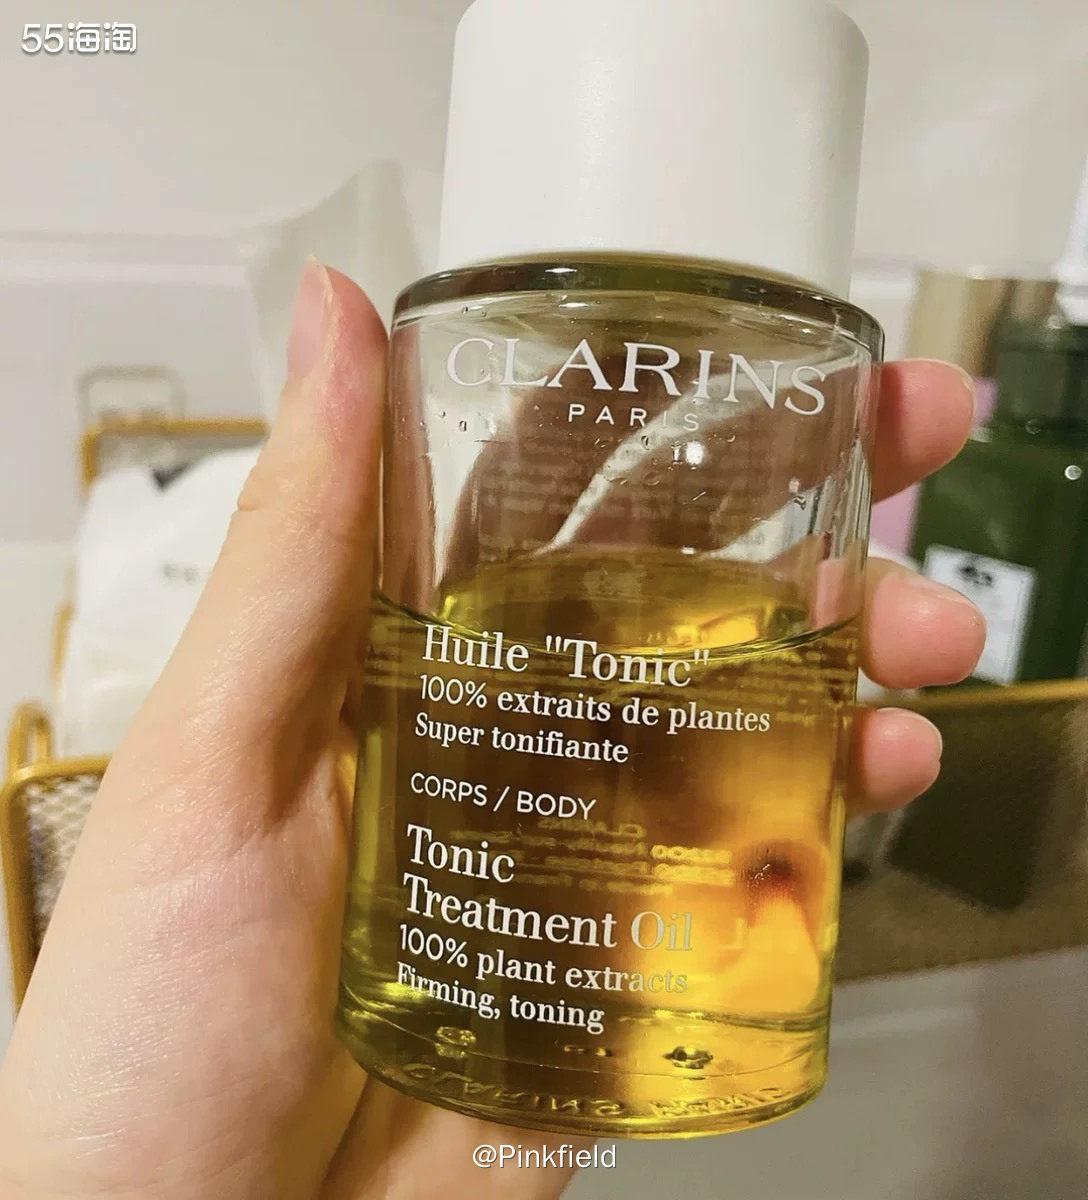 55海淘
CLARINS
PARIS
Huile "Tonic"
100% extraits de plantes
Super tonifiante
CORPS / BODY
Tonic
Treatment Oil
100% plant extracts
Firming, toning
@Pinkfield